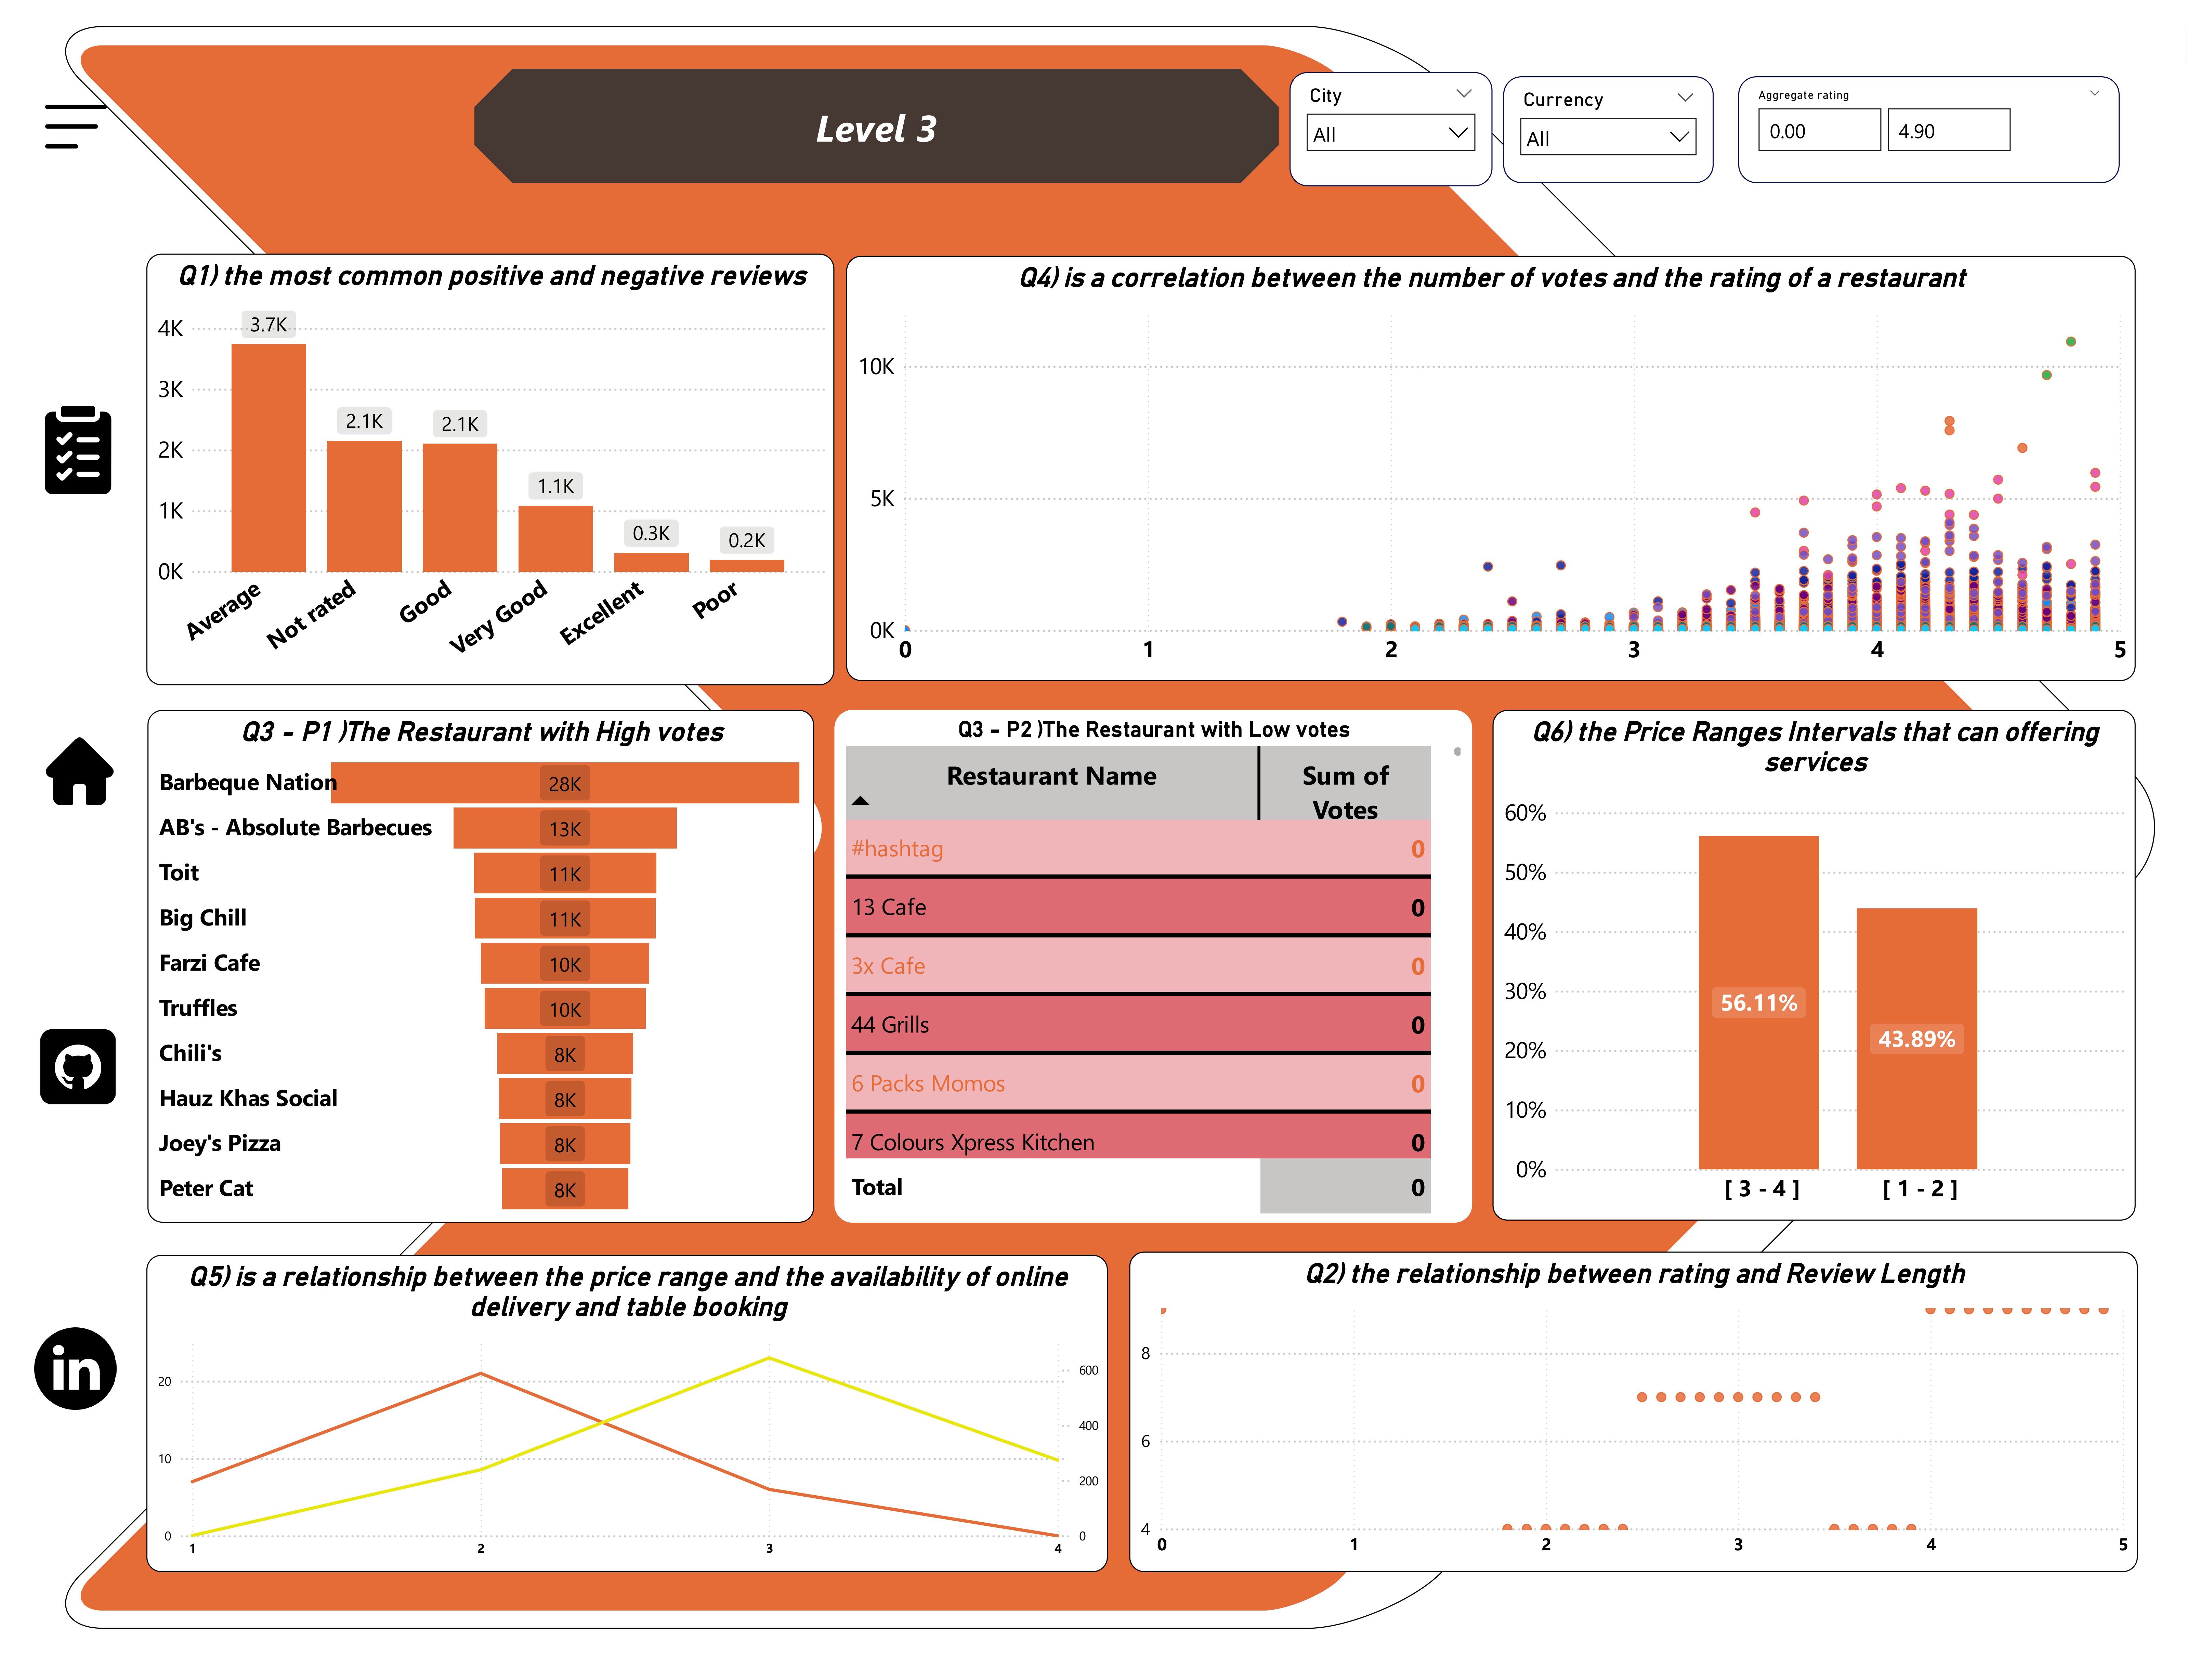 Level 3
City
All
Currency
All
Aggregate rating
0.00
4.90
Q1) the most common positive and negative reviews
4K
3K
2K
1K
0K
3.7K
2.1K
2.1K
1.1K
0.3K
0.2K
Average
Not rated
Good
Very Good
Excellent
Poor
Q4) is a correlation between the number of votes and the rating of a restaurant
10K
5K
0K
0
1
2
3
4
5
Q3 - P1 )The Restaurant with High votes
Barbeque Nation 28K
AB's - Absolute Barbecues 13K
Toit 11K
Big Chill 11K
Farzi Cafe 10K
Truffles 10K
Chili's 8K
Hauz Khas Social 8K
Joey's Pizza 8K
Peter Cat 8K
Q3 - P2 )The Restaurant with Low votes
Restaurant Name
Sum of
Votes
#hashtag 0
13 Cafe 0
3x Cafe 0
44 Grills 0
6 Packs Momos 0
7 Colours Xpress Kitchen 0
Total 0
Q6) the Price Ranges Intervals that can offering
services
60%
50%
40%
30%
20%
10%
0%
56.11%
43.89%
[ 3 - 4 ]
[ 1 - 2 ]
Q5) is a relationship between the price range and the availability of online
delivery and table booking
20
10
0
600
400
200
0
1
2
3
4
Q2) the relationship between rating and Review Length
8
6
4
0
1
2
3
4
5
in